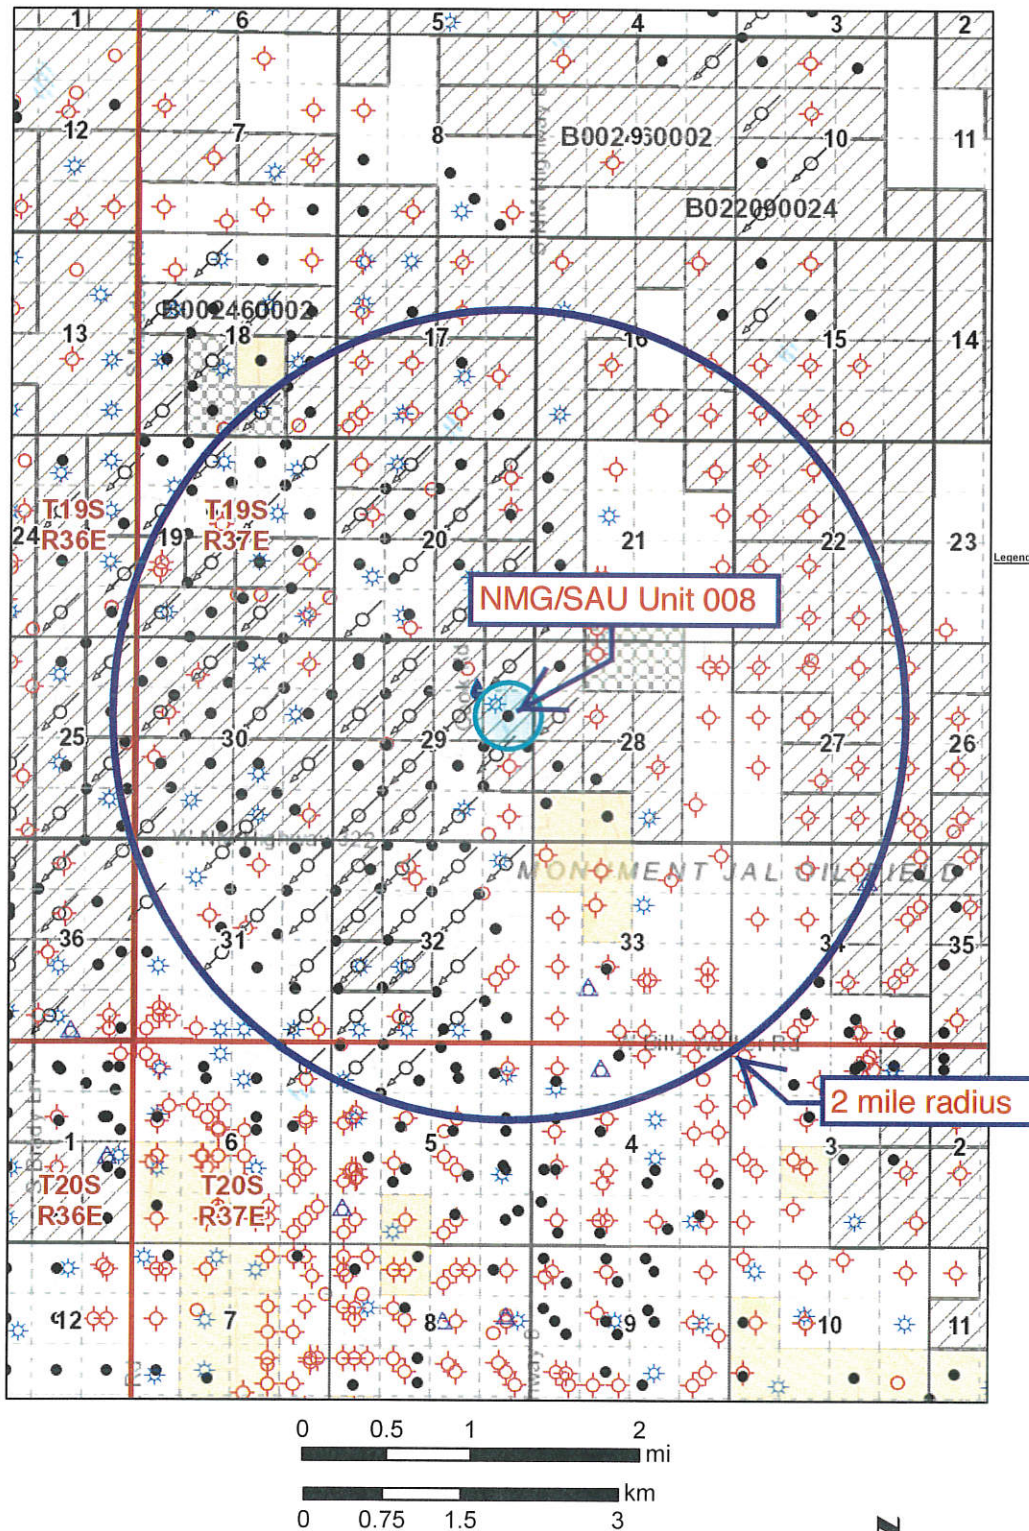 1 6 5 4 3 2
12 7 8 B002460002 10 11
B022090024
B002460002
13 18 17 16 15 14
T19S R36E
T19S R37E
24 19 20 21 22 23
Legend
NMG/SAU Unit 008
25 30 29 28 27 26
MONUMENT JAL OIL FIELD
36 31 32 33 34 35
2 mile radius
1 6 5 4 3 2
T20S R36E
T20S R37E
12 7 8 9 10 11
0 0.5 1 2
mi
km
0 0.75 1.5 3
Z